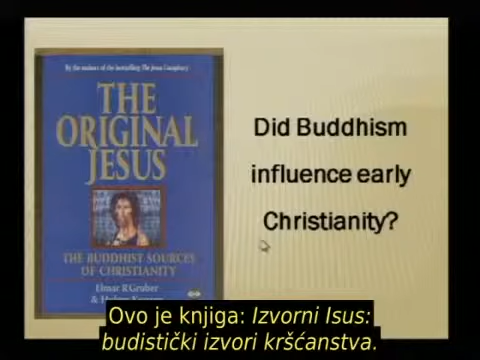 By the authors of the bestselling The Jesus Conspiracy
THE
ORIGINAL
JESUS
THE BUDDHIST SOURCES
OF CHRISTIANITY
Elmar R Gruber
&
Did Buddhism
influence early
Christianity?
Ovo je knjiga: Izvorni Isus:
budistički izvori kršćanstva.